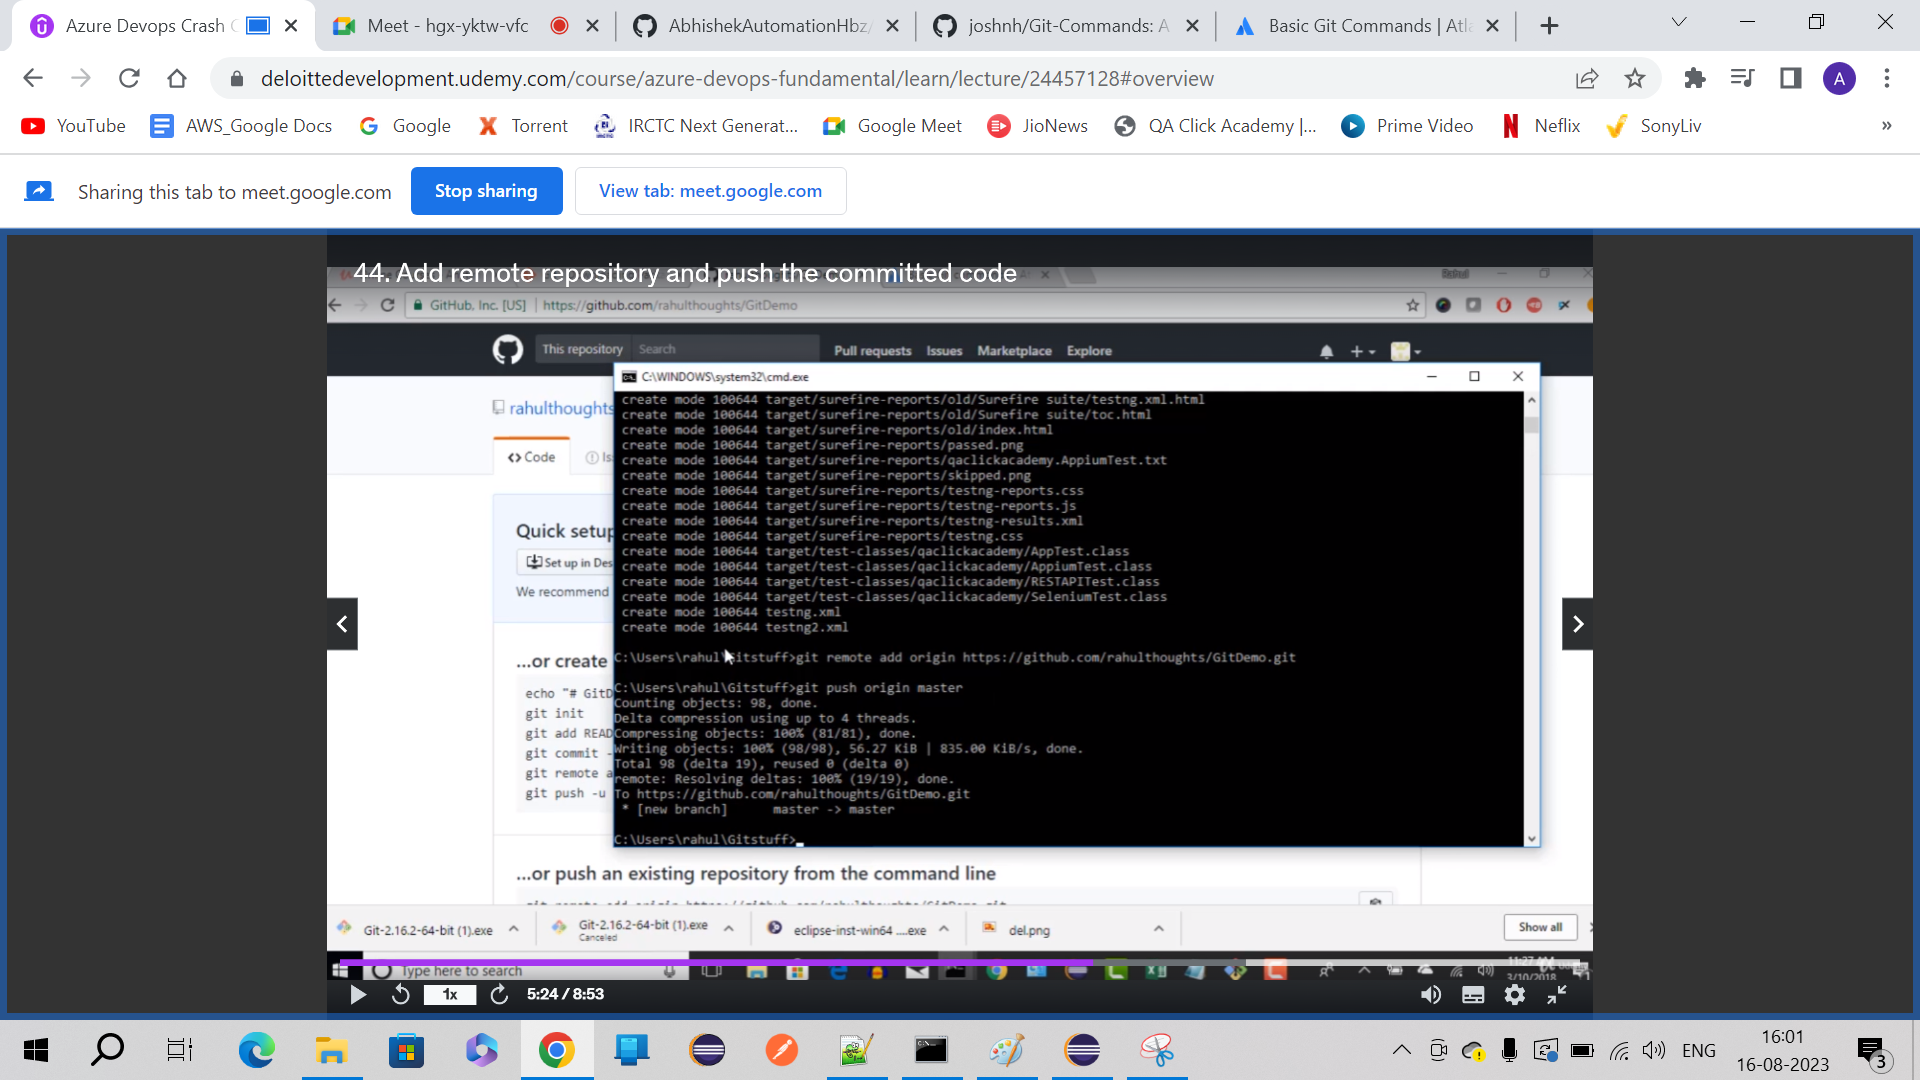 Azure Devops Crash C
Meet - hgx-yktw-vfc
AbhishekAutomationHbz/
joshnh/Git-Commands: A
Basic Git Commands | Atla
deloittedevelopment.udemy.com/course/azure-devops-fundamental/learn/lecture/24457128#overview
A
YouTube
AWS_Google Docs
Google
Torrent
IRCTC Next Generat...
Google Meet
JioNews
QA Click Academy |...
Prime Video
Neflix
SonyLiv
»
Sharing this tab to meet.google.com
Stop sharing
View tab: meet.google.com
44. Add remote repository and push the committed code
GitHub, Inc. [US]
https://github.com/rahulthoughts/GitDemo
This repository
Search
Pull requests
Issues
Marketplace
Explore
C:\WINDOWS\system32\cmd.exe
rahulthoughts
Code
Is
create mode 100644 target/surefire-reports/old/Surefire suite/testng.xml.html
create mode 100644 target/surefire-reports/old/Surefire suite/toc.html
create mode 100644 target/surefire-reports/old/index.html
create mode 100644 target/surefire-reports/passed.png
create mode 100644 target/surefire-reports/qaclickacademy.AppiumTest.txt
create mode 100644 target/surefire-reports/skipped.png
create mode 100644 target/surefire-reports/testng-reports.css
create mode 100644 target/surefire-reports/testng-reports.js
create mode 100644 target/surefire-reports/testng-results.xml
create mode 100644 target/surefire-reports/testng.css
create mode 100644 target/test-classes/qaclickacademy/AppTest.class
create mode 100644 target/test-classes/qaclickacademy/AppiumTest.class
create mode 100644 target/test-classes/qaclickacademy/RESTAPITest.class
create mode 100644 target/test-classes/qaclickacademy/SeleniumTest.class
create mode 100644 testng.xml
create mode 100644 testng2.xml
C:\Users\rahul\Gitstuff>git remote add origin https://github.com/rahulthoughts/GitDemo.git
C:\Users\rahul\Gitstuff>git push origin master
Counting objects: 98, done.
Delta compression using up to 4 threads.
Compressing objects: 100% (81/81), done.
Writing objects: 100% (98/98), 56.27 KiB | 835.00 KiB/s, done.
Total 98 (delta 19), reused 0 (delta 0)
remote: Resolving deltas: 100% (19/19), done.
To https://github.com/rahulthoughts/GitDemo.git
* [new branch] master -> master
C:\Users\rahul\Gitstuff>
Quick setup
Set up in Des
We recommend
...or create
echo "# GitD
git init
git add READ
git commit -
git remote a
git push -u
...or push an existing repository from the command line
Git-2.16.2-64-bit (1).exe
Git-2.16.2-64-bit (1).exe
Canceled
eclipse-inst-win64 ....exe
del.png
Show all
Type here to search
3/10/2018
1x
5:24 / 8:53
ENG
16:01
16-08-2023
3